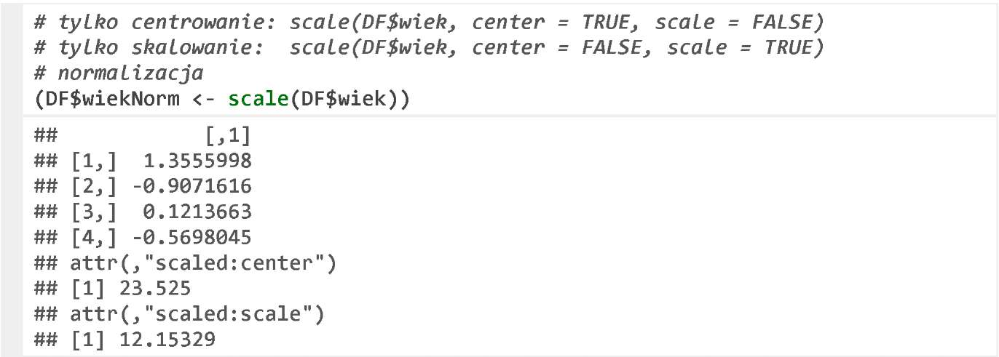 # tylko centrowanie: scale(DF$wiek, center = TRUE, scale = FALSE)
# tylko skalowanie:  scale(DF$wiek, center = FALSE, scale = TRUE)
# normalizacja
(DF$wiekNorm <- scale(DF$wiek))
##            [,1]
## [1,]  1.3555998
## [2,] -0.9071616
## [3,]  0.1213663
## [4,] -0.5698045
## attr(,"scaled:center")
## [1] 23.525
## attr(,"scaled:scale")
## [1] 12.15329